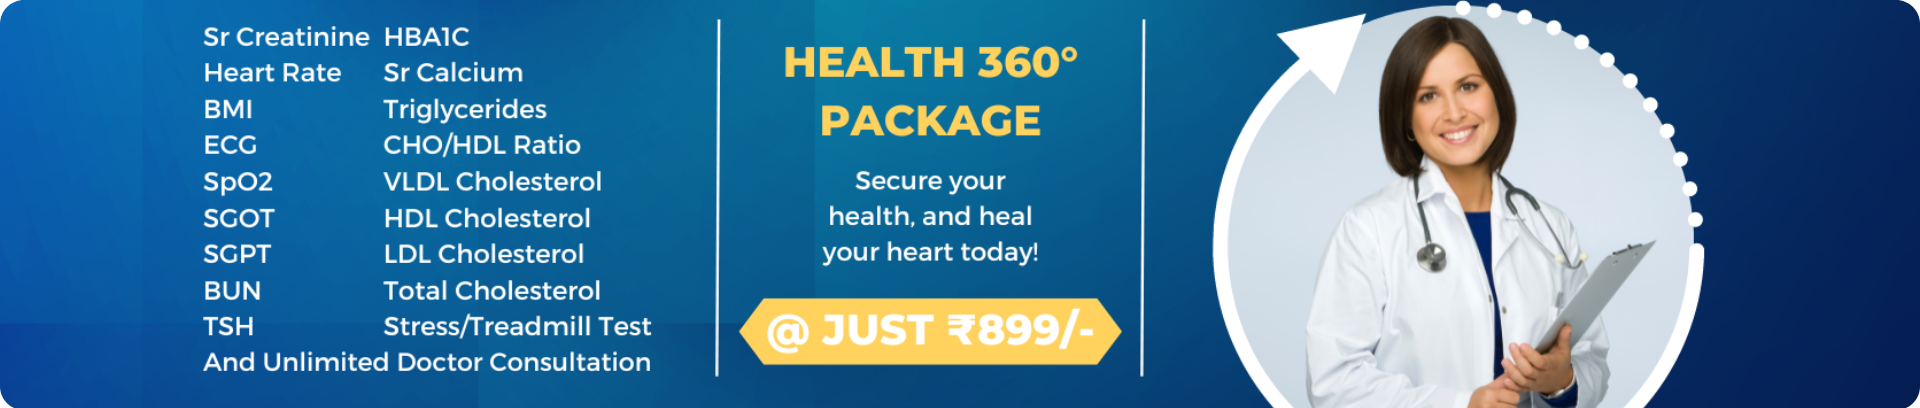 Sr Creatinine HBA1C
Heart Rate Sr Calcium
BMI Triglycerides
ECG CHO/HDL Ratio
SpO2 VLDL Cholesterol
SGOT HDL Cholesterol
SGPT LDL Cholesterol
BUN Total Cholesterol
TSH Stress/Treadmill Test
And Unlimited Doctor Consultation
HEALTH 360°
PACKAGE
Secure your
health, and heal
your heart today!
@ JUST ₹899/-